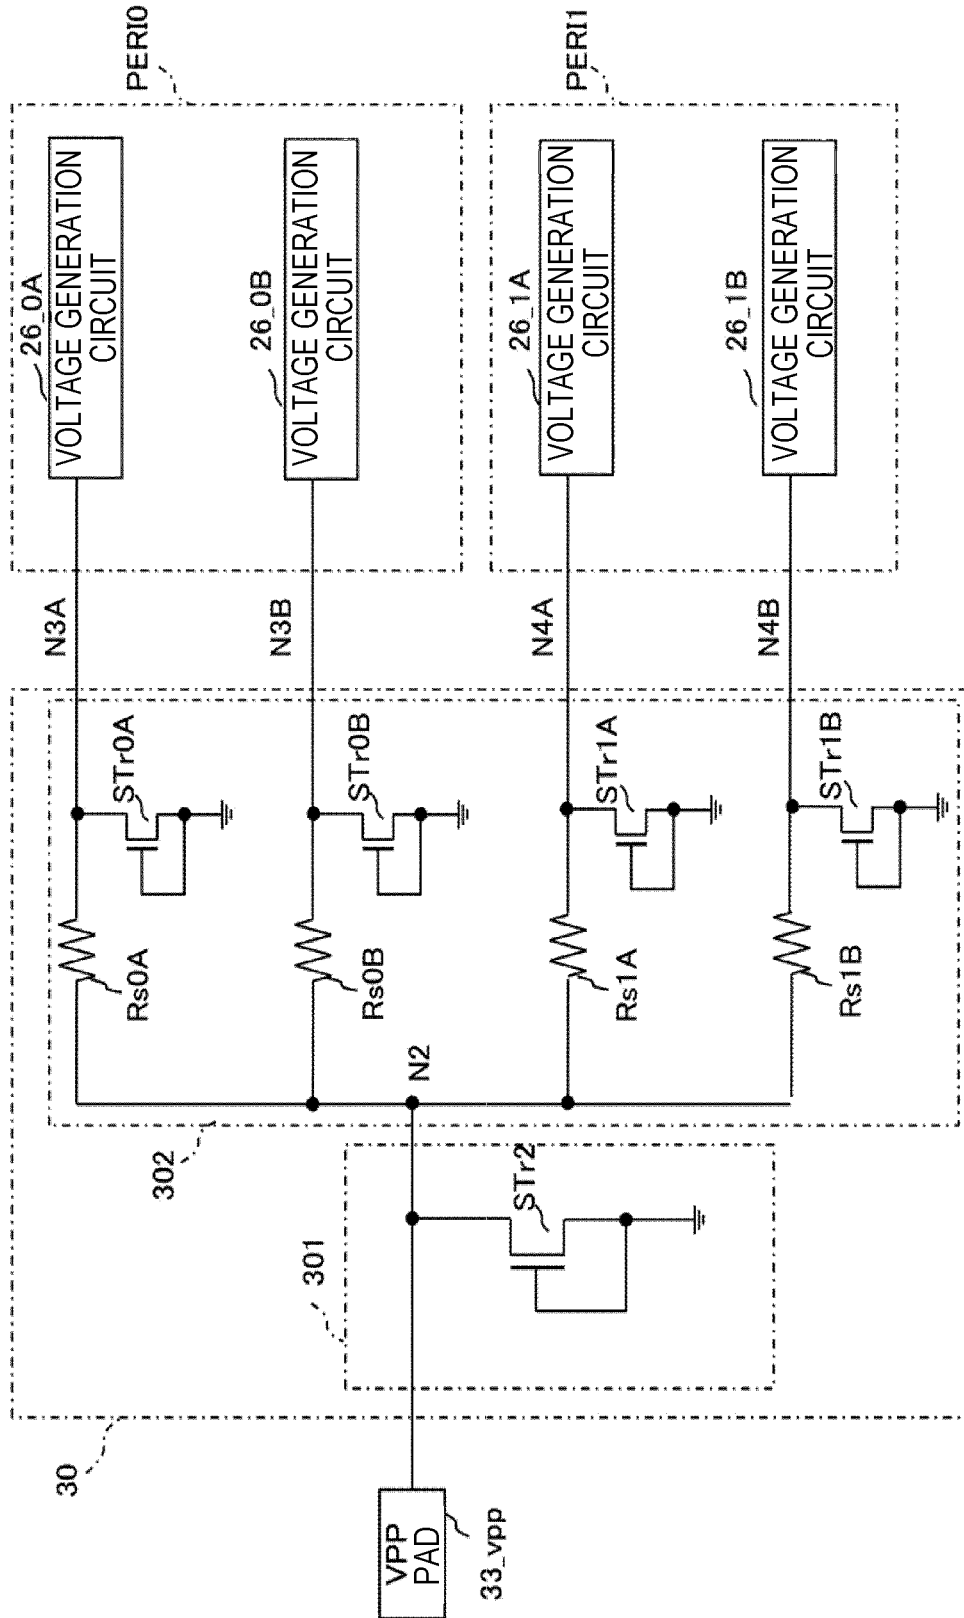 30
VPP
PAD
33_vpp
301
STr2
302
N2
Rs0A
STr0A
N3A
Rs0B
STr0B
N3B
Rs1A
STr1A
N4A
Rs1B
STr1B
N4B
PERI0
26_0A
VOLTAGE GENERATION
CIRCUIT
26_0B
VOLTAGE GENERATION
CIRCUIT
PERI1
26_1A
VOLTAGE GENERATION
CIRCUIT
26_1B
VOLTAGE GENERATION
CIRCUIT